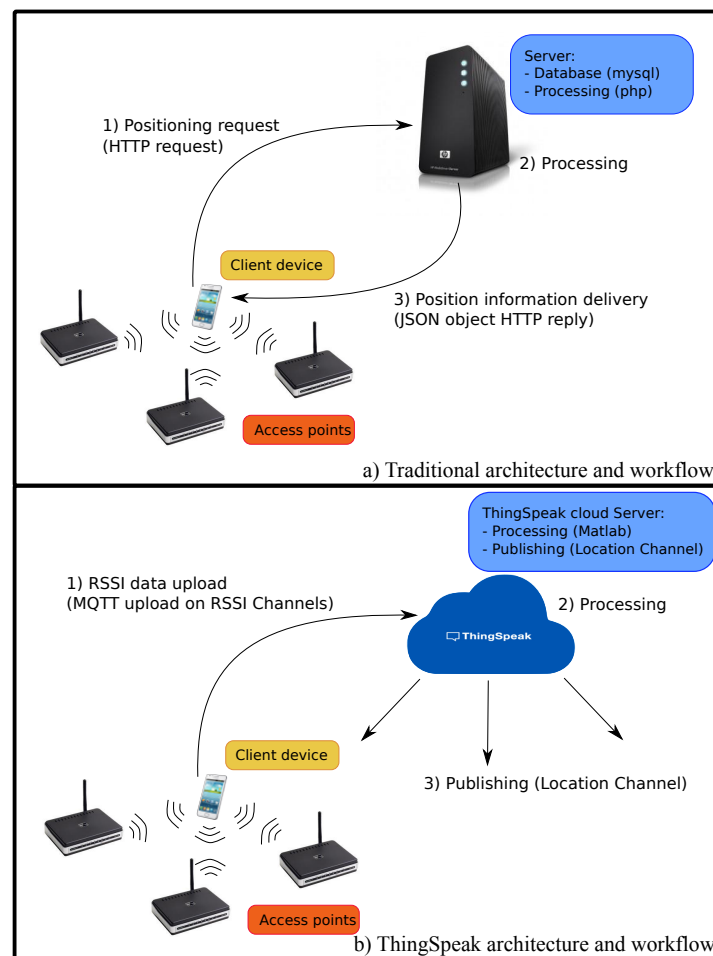 Server:
- Database (mysql)
- Processing (php)
1) Positioning request
(HTTP request)
2) Processing
Client device
3) Position information delivery
(JSON object HTTP reply)
Access points
a) Traditional architecture and workflow
ThingSpeak cloud Server:
- Processing (Matlab)
- Publishing (Location Channel)
1) RSSI data upload
(MQTT upload on RSSI Channels)
2) Processing
ThingSpeak
Client device
3) Publishing (Location Channel)
Access points
b) ThingSpeak architecture and workflow